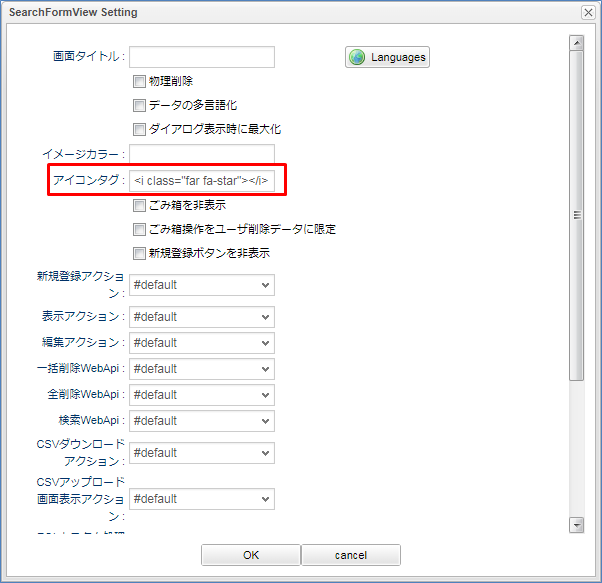 SearchFormView Setting
画面タイトル :
Languages
物理削除
データの多言語化
ダイアログ表示時に最大化
イメージカラー :
アイコンタグ : <i class="far fa-star"></i>
ごみ箱を非表示
ごみ箱操作をユーザ削除データに限定
新規登録ボタンを非表示
新規登録アクショ
ン :
#default
表示アクション : #default
編集アクション : #default
一括削除WebApi : #default
全削除WebApi : #default
検索WebApi : #default
CSVダウンロード
アクション :
#default
CSVアップロード
画面表示アクショ
ン :
#default
OK
cancel